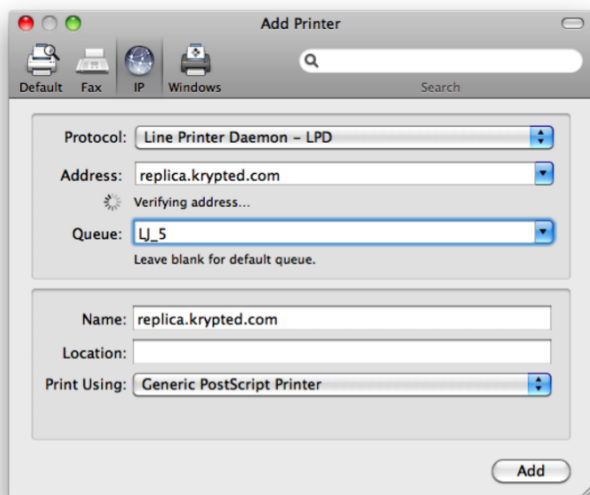 Add Printer
Default Fax IP Windows Search
Protocol: Line Printer Daemon – LPD
Address: replica.krypted.com
Verifying address...
Queue: LJ_5
Leave blank for default queue.
Name: replica.krypted.com
Location:
Print Using: Generic PostScript Printer
Add